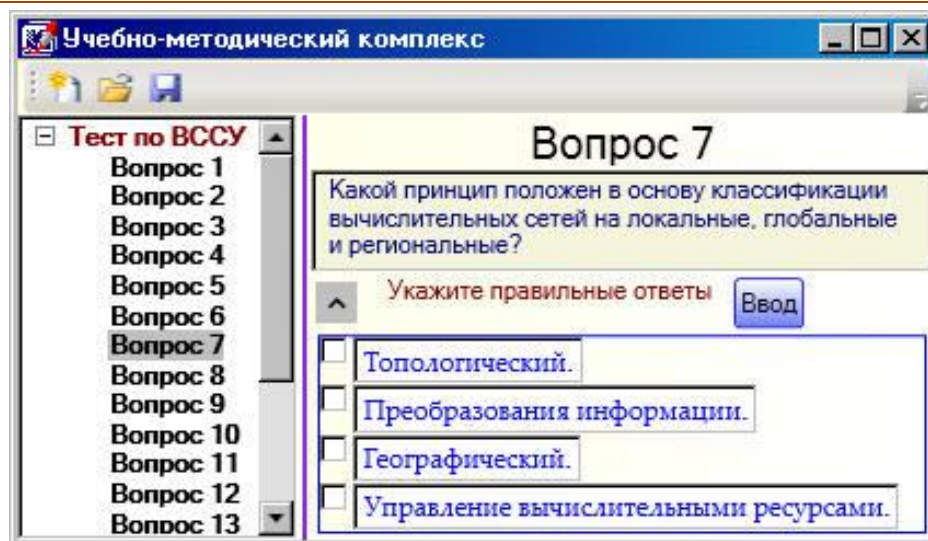 Учебно-методический комплекс
Тест по ВССУ
Вопрос 1
Вопрос 2
Вопрос 3
Вопрос 4
Вопрос 5
Вопрос 6
Вопрос 7
Вопрос 8
Вопрос 9
Вопрос 10
Вопрос 11
Вопрос 12
Вопрос 13
Вопрос 7
Какой принцип положен в основу классификации
вычислительных сетей на локальные, глобальные
и региональные?
Укажите правильные ответы
Ввод
Топологический.
Преобразования информации.
Географический.
Управление вычислительными ресурсами.